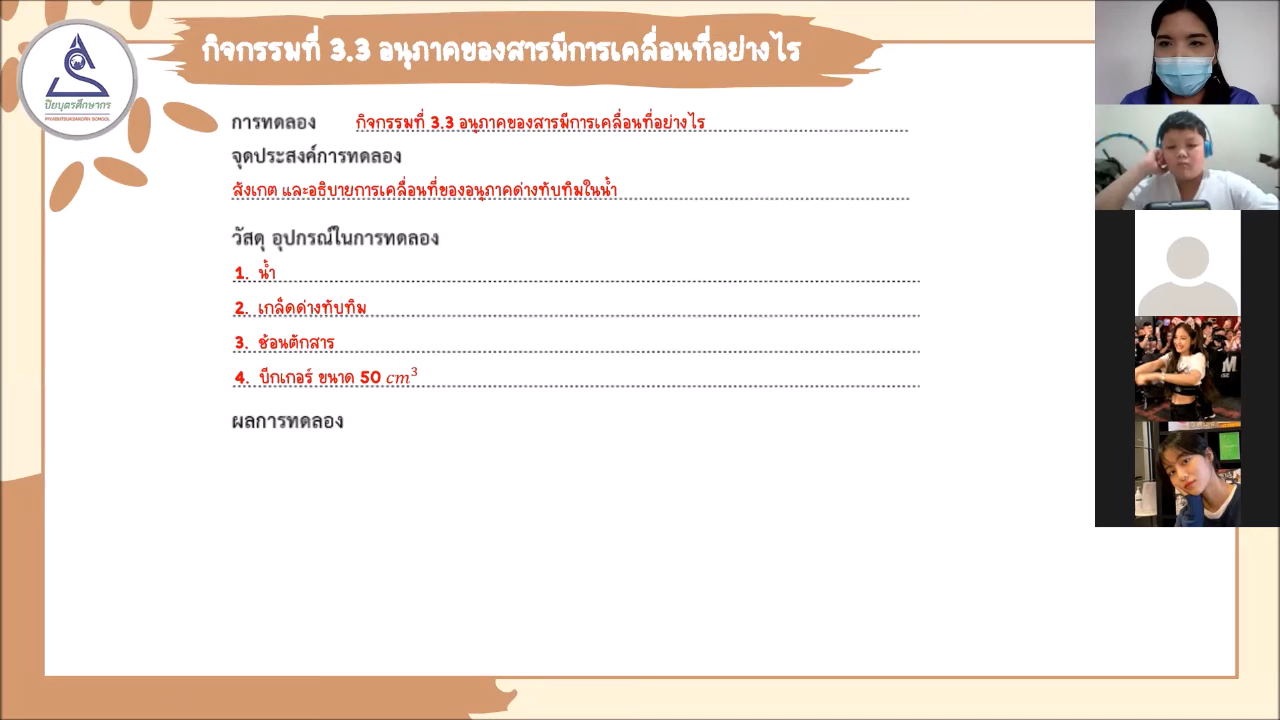 กิจกรรมที่ 3.3 อนุภาคของสารมีการเคลื่อนที่อย่างไร
ปิยบุตรศึกษากร
PIYABUTSUKSAKORN SCHOOL
การทดลอง กิจกรรมที่ 3.3 อนุภาคของสารมีการเคลื่อนที่อย่างไร
จุดประสงค์การทดลอง
สังเกต และอธิบายการเคลื่อนที่ของอนุภาคด่างทับทิมในน้ำ
วัสดุ อุปกรณ์ในการทดลอง
1. น้ำ
2. เกล็ดด่างทับทิม
3. ช้อนตักสาร
4. บีกเกอร์ ขนาด 50 cm³
ผลการทดลอง